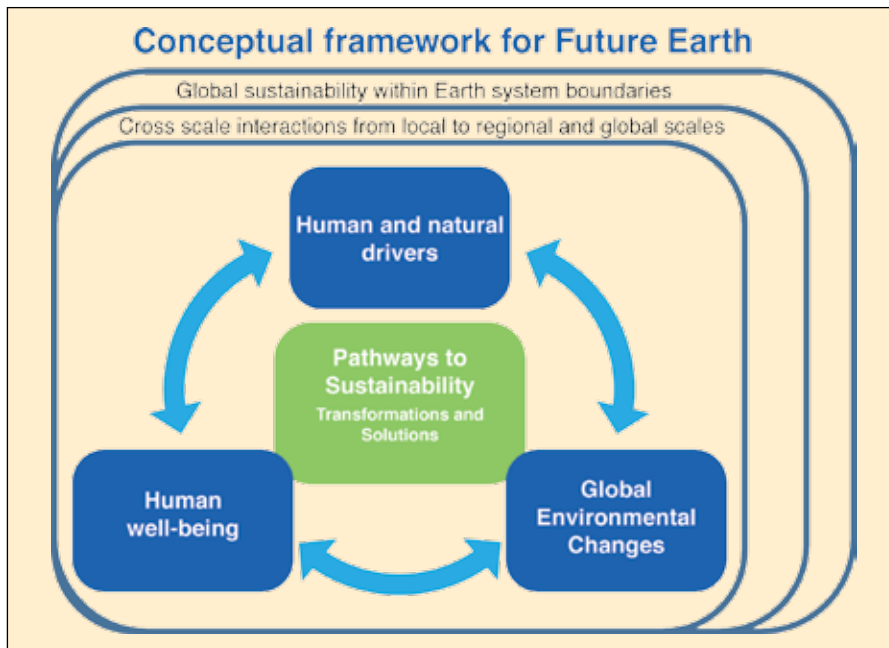 Conceptual framework for Future Earth
Global sustainability within Earth system boundaries
Cross scale interactions from local to regional and global scales
Human and natural
drivers
Pathways to
Sustainability
Transformations and
Solutions
Human
well-being
Global
Environmental
Changes